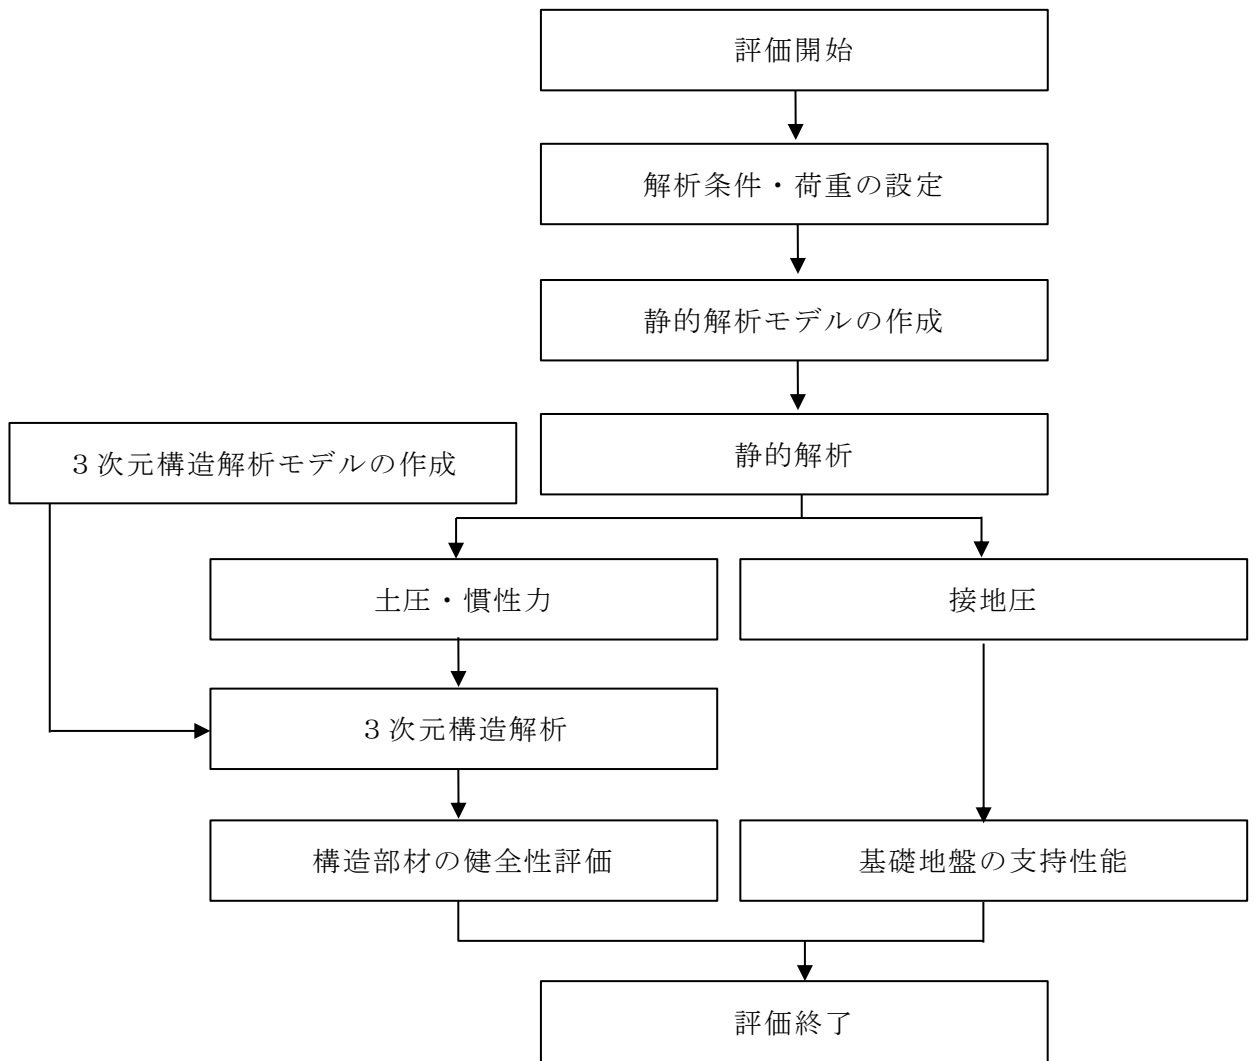 評価開始
解析条件・荷重の設定
静的解析モデルの作成
静的解析
３次元構造解析モデルの作成
土圧・慣性力
接地圧
３次元構造解析
構造部材の健全性評価
基礎地盤の支持性能
評価終了